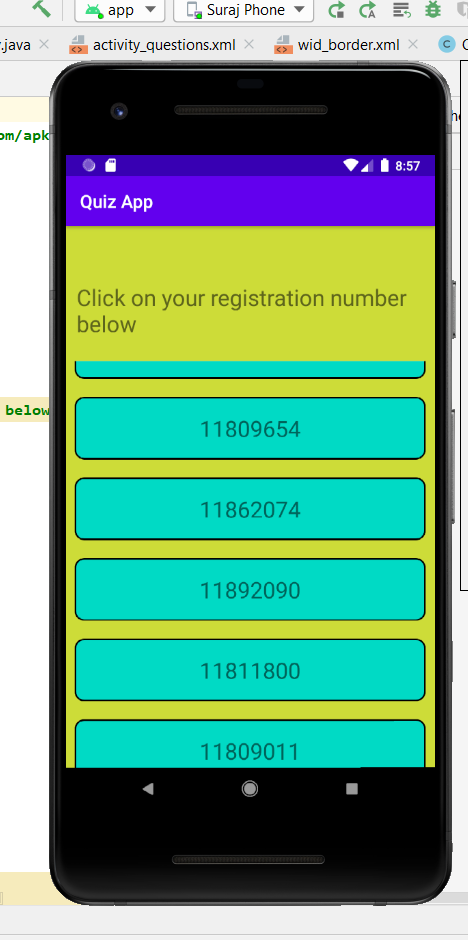 app
Suraj Phone
.java
activity_questions.xml
wid_border.xml
C
om/apk
8:57
Quiz App
Click on your registration number
below
below
11809654
11862074
11892090
11811800
11809011